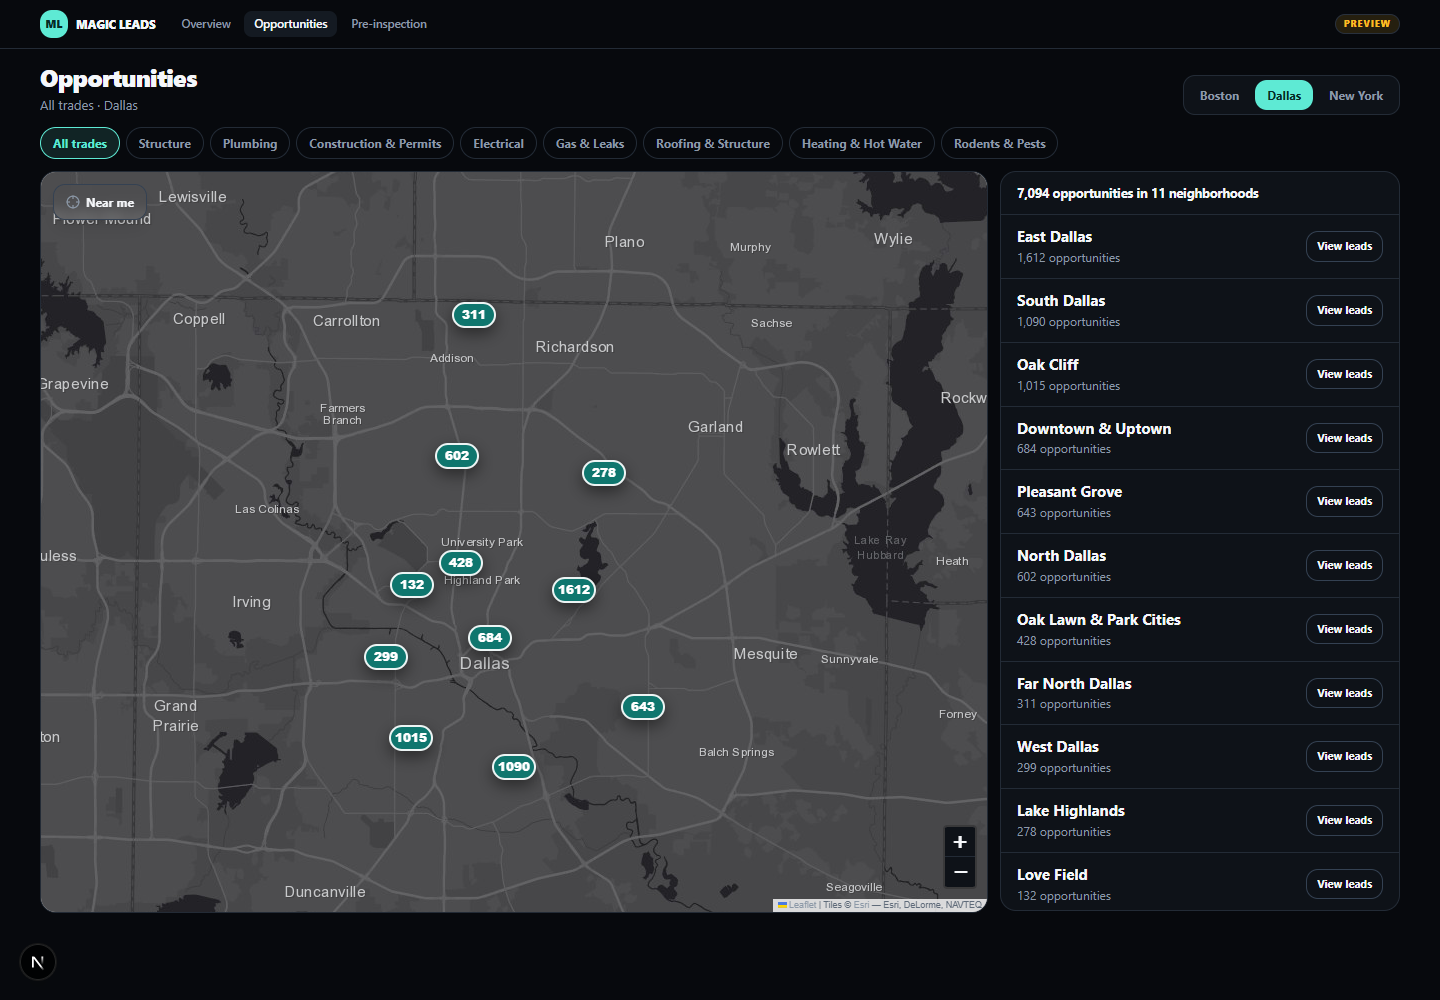 ML MAGIC LEADS Overview Opportunities Pre-inspection PREVIEW
Opportunities
All trades · Dallas
Boston Dallas New York
All trades Structure Plumbing Construction & Permits Electrical Gas & Leaks Roofing & Structure Heating & Hot Water Rodents & Pests
Near me
Lewisville
Flower Mound
Plano
Murphy
Wylie
311
Coppell
Carrollton
Sachse
Addison
Richardson
Grapevine
Rockw
Farmers
Branch
Garland
Rowlett
602
278
Las Colinas
University Park
Lake Ray
Hubbard
uless
428
Heath
132
Highland Park
1612
Irving
684
299
Dallas
Mesquite
Sunnyvale
Grand
Prairie
643
Forney
ton
1015
Balch Springs
1090
+
−
Duncanville
Seagoville
Leaflet | Tiles © Esri — Esri, DeLorme, NAVTEQ
7,094 opportunities in 11 neighborhoods
East Dallas
1,612 opportunities
View leads
South Dallas
1,090 opportunities
View leads
Oak Cliff
1,015 opportunities
View leads
Downtown & Uptown
684 opportunities
View leads
Pleasant Grove
643 opportunities
View leads
North Dallas
602 opportunities
View leads
Oak Lawn & Park Cities
428 opportunities
View leads
Far North Dallas
311 opportunities
View leads
West Dallas
299 opportunities
View leads
Lake Highlands
278 opportunities
View leads
Love Field
132 opportunities
View leads
N